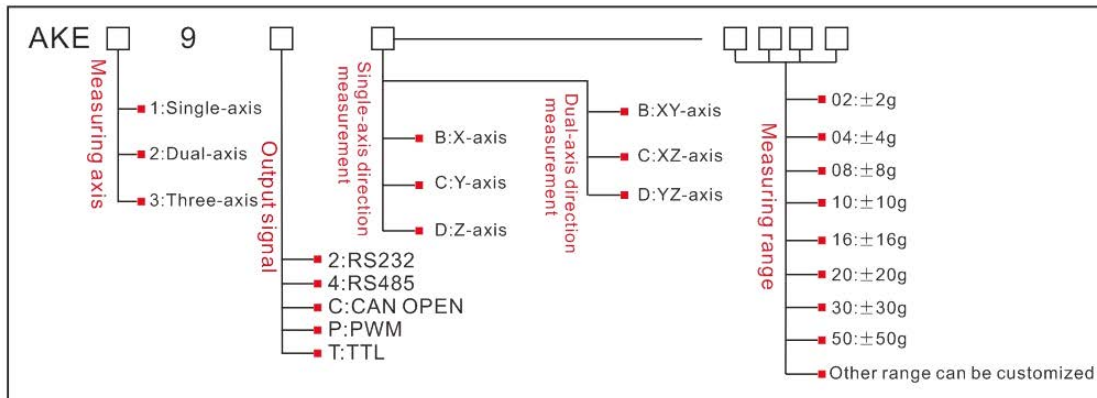 AKE 9
Measuring axis
1:Single-axis
2:Dual-axis
3:Three-axis
Output signal
2:RS232
4:RS485
C:CAN OPEN
P:PWM
T:TTL
Single-axis direction
measurement
B:X-axis
C:Y-axis
D:Z-axis
Dual-axis direction
measurement
B:XY-axis
C:XZ-axis
D:YZ-axis
Measuring range
02:±2g
04:±4g
08:±8g
10:±10g
16:±16g
20:±20g
30:±30g
50:±50g
Other range can be customized